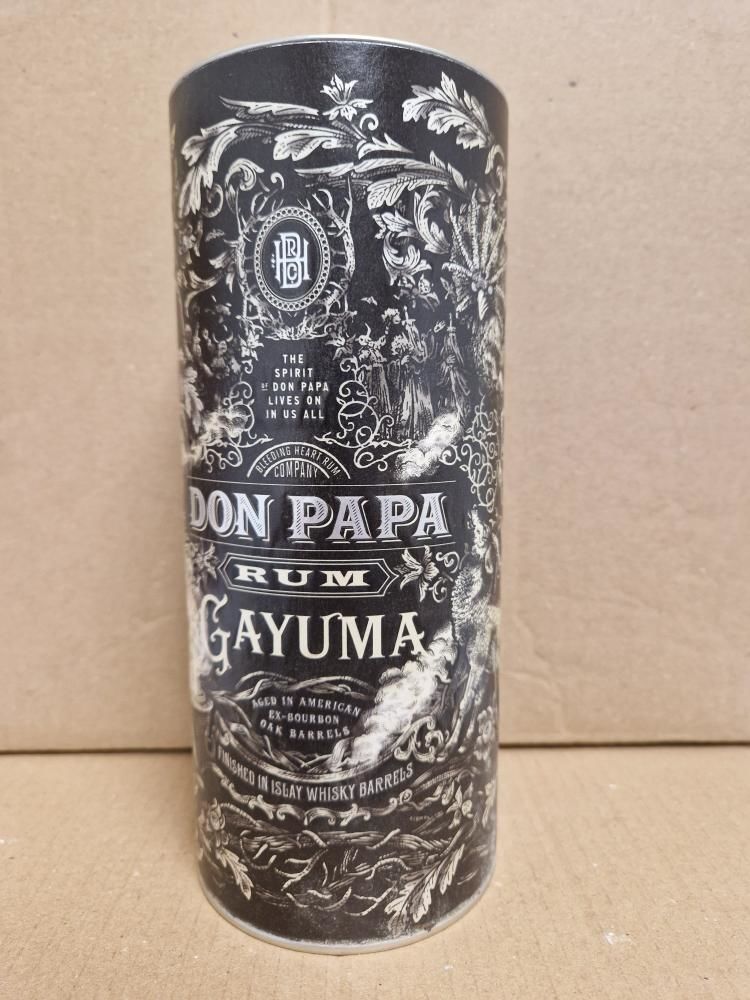 BHRC
THE
SPIRIT
OF DON PAPA
LIVES ON
IN US ALL
BLEEDING HEART RUM
COMPANY
DON PAPA
RUM
GAYUMA
AGED IN AMERICAN
EX-BOURBON
OAK BARRELS
FINISHED IN ISLAY WHISKY BARRELS